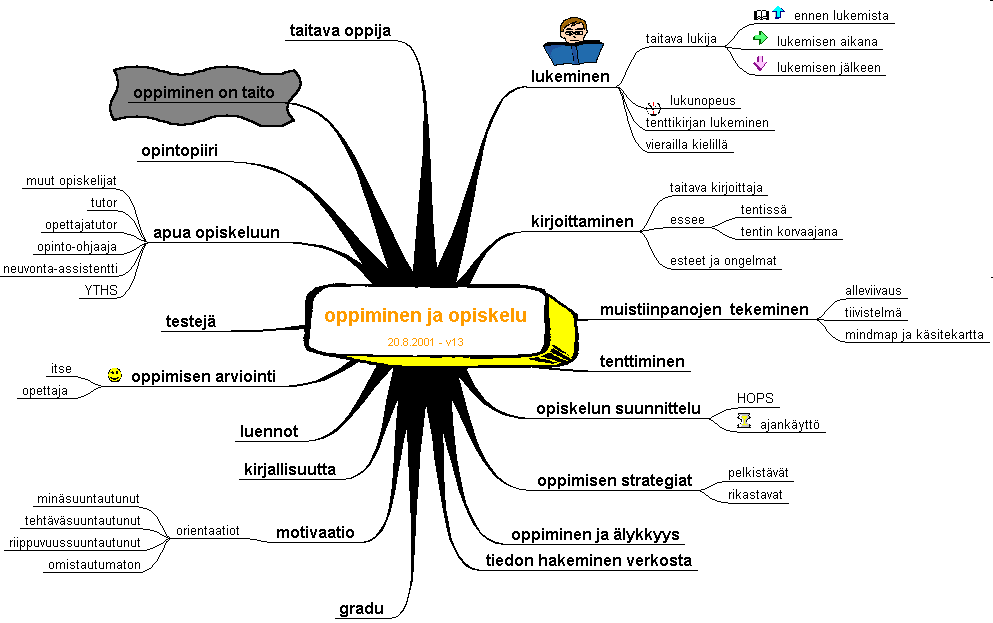 oppiminen ja opiskelu
20.8.2001 - v13
lukeminen
taitava lukija
ennen lukemista
lukemisen aikana
lukemisen jälkeen
lukunopeus
tenttikirjan lukeminen
vierailla kielillä
kirjoittaminen
taitava kirjoittaja
essee
tentissä
tentin korvaajana
esteet ja ongelmat
muistiinpanojen tekeminen
alleviivaus
tiivistelmä
mindmap ja käsitekartta
tenttiminen
opiskelun suunnittelu
HOPS
ajankäyttö
oppimisen strategiat
pelkistävät
rikastavat
oppiminen ja älykkyys
tiedon hakeminen verkosta
gradu
motivaatio
orientaatiot
minäsuuntautunut
tehtäväsuuntautunut
riippuvuussuuntautunut
omistautumaton
kirjallisuutta
luennot
oppimisen arviointi
itse
opettaja
testejä
apua opiskeluun
muut opiskelijat
tutor
opettajatutor
opinto-ohjaaja
neuvonta-assistentti
YTHS
opintopiiri
oppiminen on taito
taitava oppija